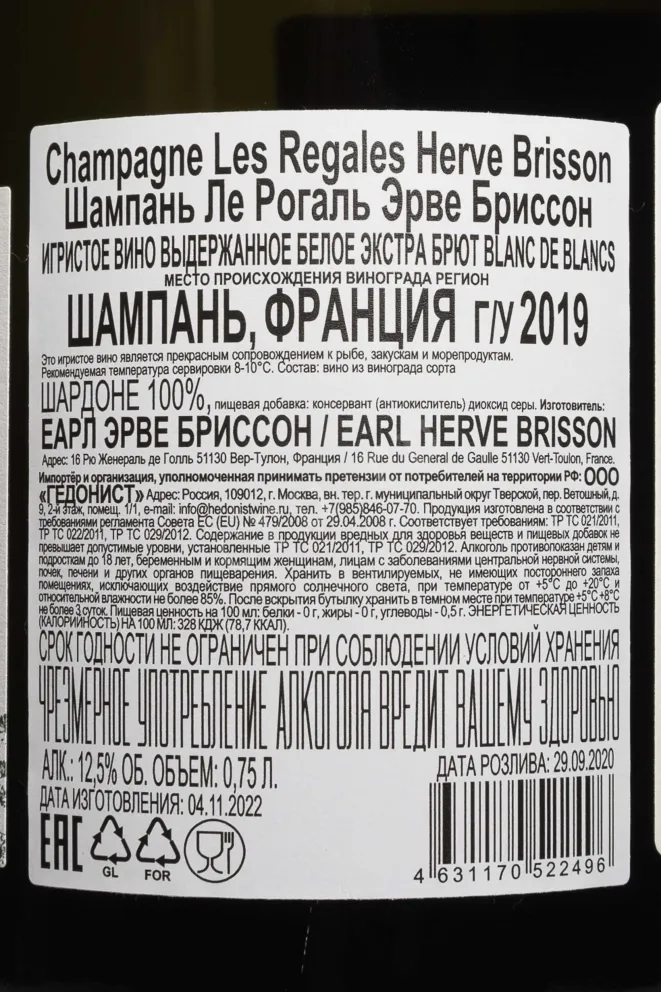 Champagne Les Regales Herve Brisson
Шампань Ле Рогаль Эрве Бриссон
ИГРИСТОЕ ВИНО ВЫДЕРЖАННОЕ БЕЛОЕ ЭКСТРА БРЮТ BLANC DE BLANCS
МЕСТО ПРОИСХОЖДЕНИЯ ВИНОГРАДА РЕГИОН
ШАМПАНЬ, ФРАНЦИЯ Г/У 2019
Это игристое вино является прекрасным сопровождением к рыбе, закускам и морепродуктам.
Рекомендуемая температура сервировки 8-10°С. Состав: вино из винограда сорта
ШАРДОНЕ 100%, пищевая добавка: консервант (антиокислитель) диоксид серы. Изготовитель:
ЕАРЛ ЭРВЕ БРИССОН / EARL HERVE BRISSON
Адрес: 16 Рю Женераль де Голль 51130 Вер-Тулон, Франция / 16 Rue du General de Gaulle 51130 Vert-Toulon, France.
Импортёр и организация, уполномоченная принимать претензии от потребителей на территории РФ: ООО
«ГЕДОНИСТ» Адрес: Россия, 109012, г. Москва, вн. тер. г. муниципальный округ Тверской, пер. Ветошный, д.
9, 2-й этаж, помещ. 1/1, e-mail: info@hedonistwine.ru, тел. +7(985)846-07-70. Продукция изготовлена в соответствии с
требованиями регламента Совета ЕС (EU) № 479/2008 от 29.04.2008 г. Соответствует требованиям: ТР ТС 021/2011,
ТР ТС 022/2011, ТР ТС 029/2012. Содержание в продукции вредных для здоровья веществ и пищевых добавок не
превышает допустимые уровни, установленные ТР ТС 021/2011, ТР ТС 029/2012. Алкоголь противопоказан детям и
подросткам до 18 лет, беременным и кормящим женщинам, лицам с заболеваниями центральной нервной системы,
почек, печени и других органов пищеварения. Хранить в вентилируемых, не имеющих постороннего запаха
помещениях, исключающих воздействие прямого солнечного света, при температуре от +5°С до +20°С и
относительной влажности не более 85%. После вскрытия бутылку хранить в темном месте при температуре +5°С +8°С
не более 3 суток. Пищевая ценность на 100 мл: белки - 0 г, жиры - 0 г, углеводы - 0,5 г. ЭНЕРГЕТИЧЕСКАЯ ЦЕННОСТЬ
(КАЛОРИЙНОСТЬ) НА 100 МЛ: 328 КДЖ (78,7 ККАЛ).
СРОК ГОДНОСТИ НЕ ОГРАНИЧЕН ПРИ СОБЛЮДЕНИИ УСЛОВИЙ ХРАНЕНИЯ
ЧРЕЗМЕРНОЕ УПОТРЕБЛЕНИЕ АЛКОГОЛЯ ВРЕДИТ ВАШЕМУ ЗДОРОВЬЮ
АЛК.: 12,5% ОБ. ОБЪЕМ: 0,75 Л.
ДАТА РОЗЛИВА: 29.09.2020
ДАТА ИЗГОТОВЛЕНИЯ: 04.11.2022
EAC
GL
FOR
4 631170 522496